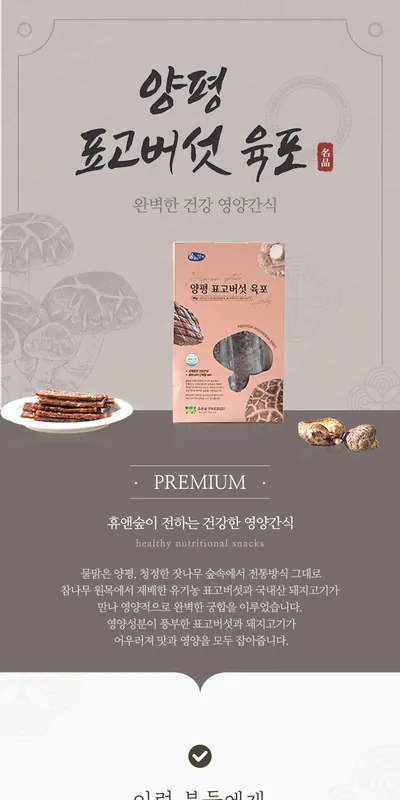 양평
표고버섯 육포
名品
완벽한 건강 영양간식
양평 표고버섯 육포
PREMIUM
휴앤숲이 전하는 건강한 영양간식
healthy nutritional snacks
물맑은 양평, 청정한 잣나무 숲속에서 전통방식 그대로
참나무 원목에서 재배한 유기농 표고버섯과 국내산 돼지고기가
만나 영양적으로 완벽한 궁합을 이루었습니다.
영양성분이 풍부한 표고버섯과 돼지고기가
어우러져 맛과 영양을 모두 잡아줍니다.
이런 분들에게